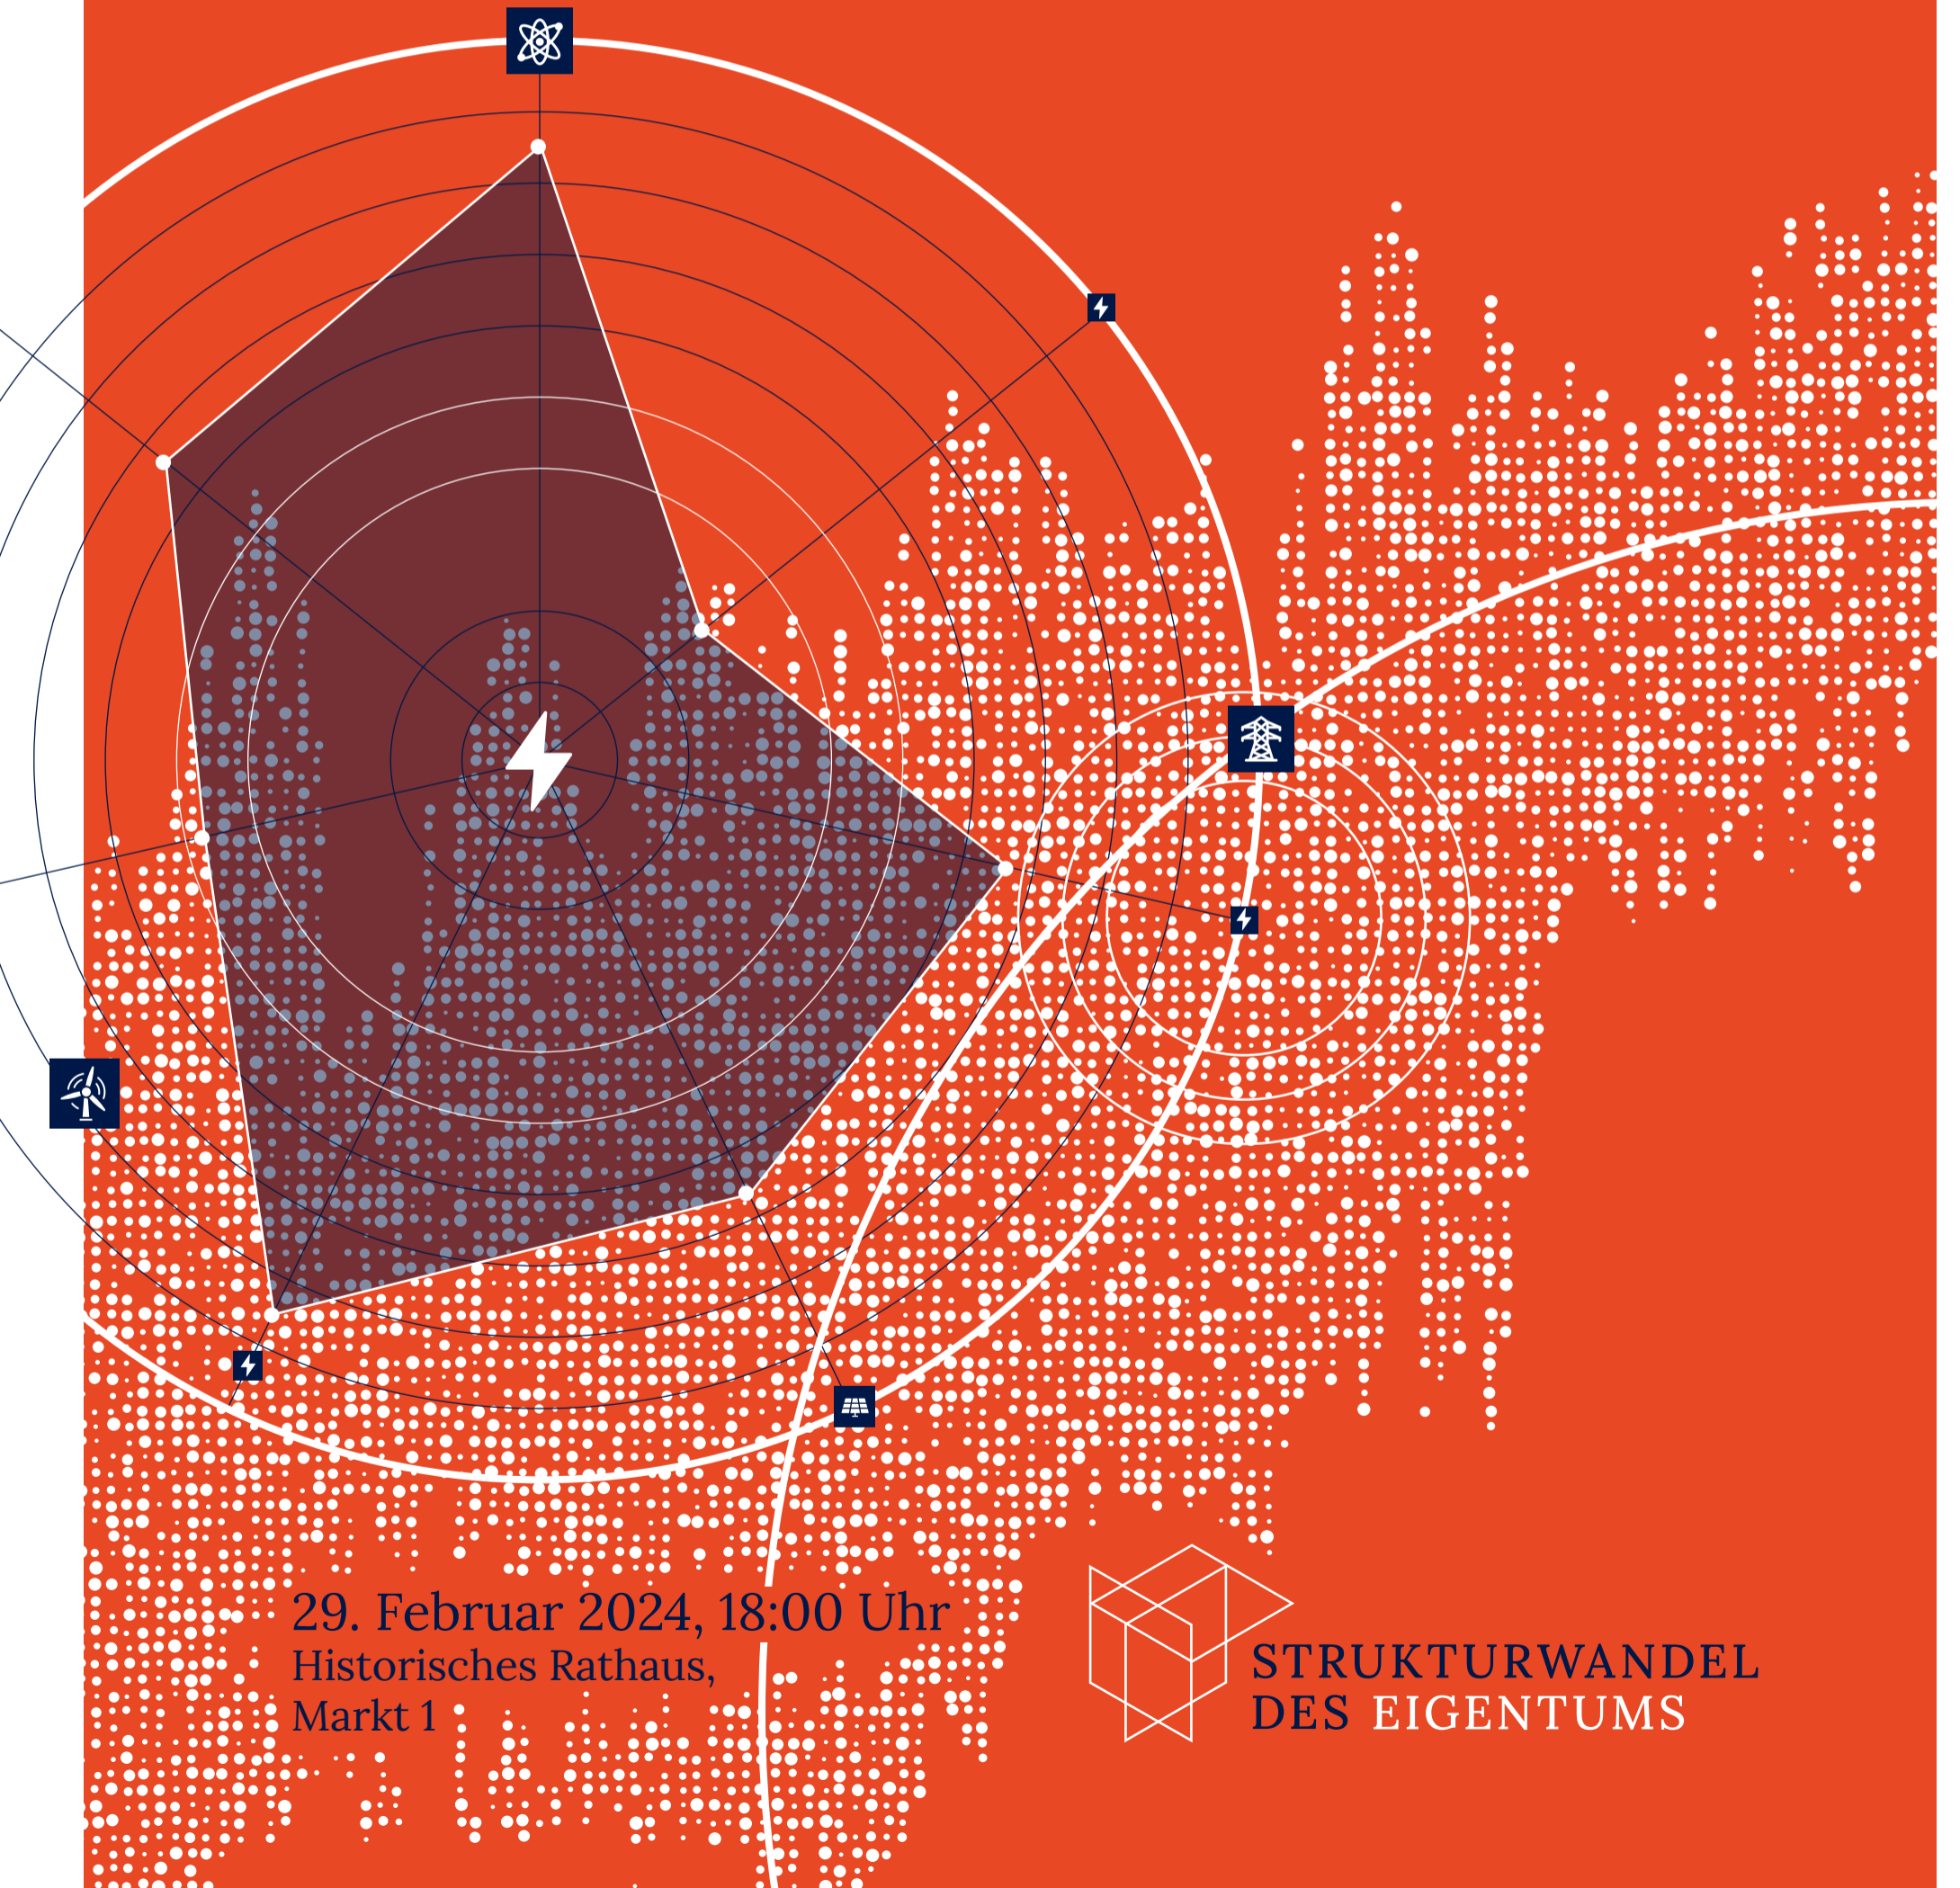 29. Februar 2024, 18:00 Uhr
Historisches Rathaus,
Markt 1
STRUKTURWANDEL
DES EIGENTUMS